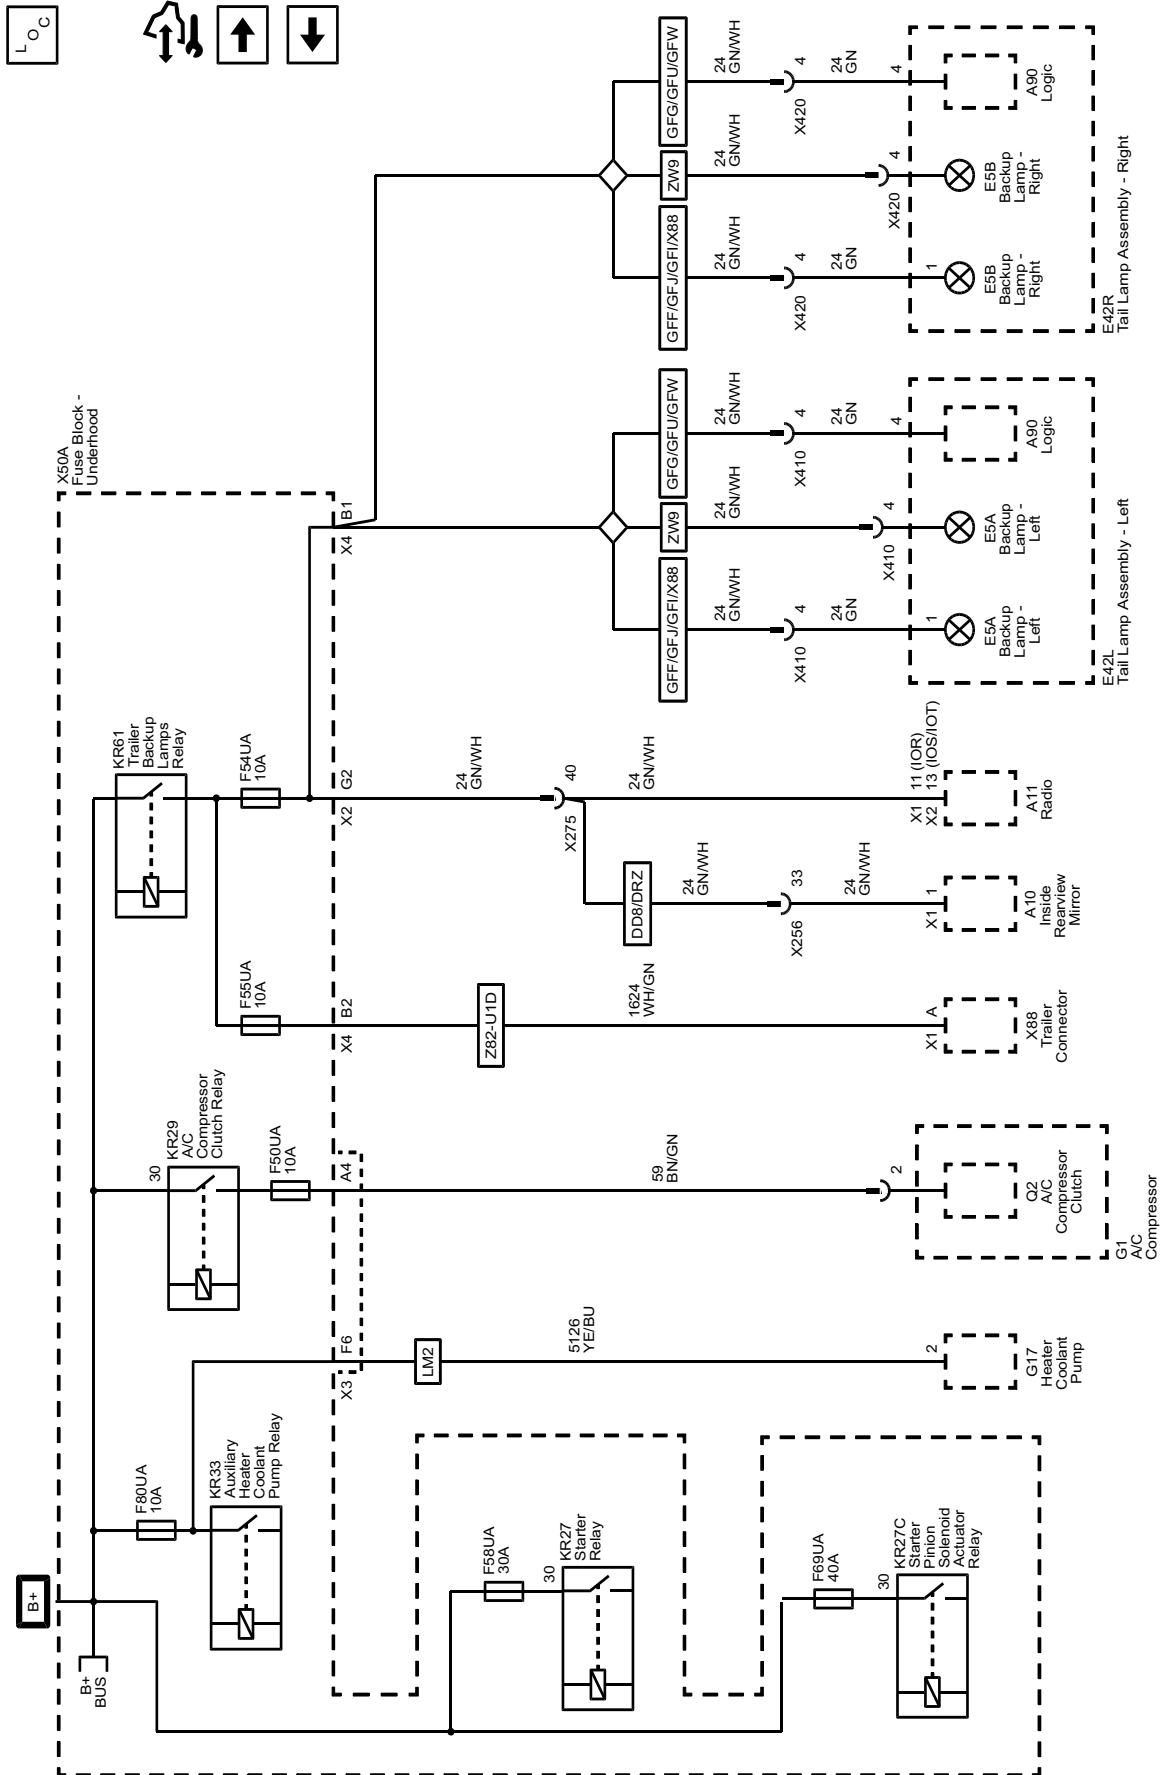 L O C
B+
B+
BUS
X50A
Fuse Block -
Underhood
F80UA
10A
KR33
Auxiliary
Heater
Coolant
Pump Relay
F58UA
30A
30
KR27
Starter
Relay
F69UA
40A
30
KR27C
Starter
Pinion
Solenoid
Actuator
Relay
30
KR29
A/C
Compressor
Clutch Relay
F50UA
10A
F55UA
10A
KR61
Trailer
Backup
Lamps
Relay
F54UA
10A
X3
F6
A4
X4
B2
X2
G2
X4
B1
LM2
5126
YE/BU
2
G17
Heater
Coolant
Pump
59
BN/GN
2
Q2
A/C
Compressor
Clutch
G1
A/C
Compressor
Z82-U1D
1624
WH/GN
X1
A
X88
Trailer
Connector
24
GN/WH
X275
40
DD8/DRZ
24
GN/WH
X256
33
24
GN/WH
X1
1
A10
Inside
Rearview
Mirror
24
GN/WH
X1 11 (IOR)
X2 13 (IOS/IOT)
A11
Radio
GFF/GFJ/GFI/X88
24
GN/WH
X410
4
24
GN
1
E5A
Backup
Lamp -
Left
ZW9
24
GN/WH
X410
4
E5A
Backup
Lamp -
Left
GFG/GFU/GFW
24
GN/WH
X410
4
24
GN
4
A90
Logic
E42L
Tail Lamp Assembly - Left
GFF/GFJ/GFI/X88
24
GN/WH
X420
4
24
GN
1
E5B
Backup
Lamp -
Right
ZW9
24
GN/WH
X420
4
E5B
Backup
Lamp -
Right
GFG/GFU/GFW
24
GN/WH
X420
4
24
GN
4
A90
Logic
E42R
Tail Lamp Assembly - Right